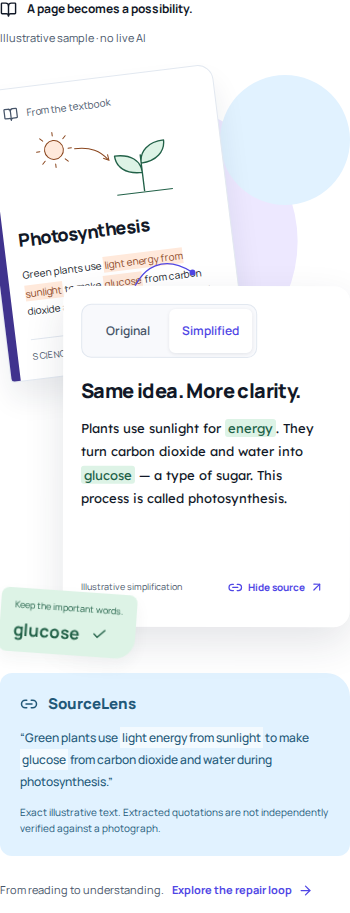 A page becomes a possibility.
Illustrative sample · no live AI
From the textbook
Photosynthesis
Green plants use light energy from
sunlight to make glucose from carbon
dioxide
SCIENC
Original
Simplified
Same idea. More clarity.
Plants use sunlight for energy. They
turn carbon dioxide and water into
glucose — a type of sugar. This
process is called photosynthesis.
Illustrative simplification
Hide source
Keep the important words.
glucose
SourceLens
“Green plants use light energy from sunlight to make
glucose from carbon dioxide and water during
photosynthesis.”
Exact illustrative text. Extracted quotations are not independently
verified against a photograph.
From reading to understanding. Explore the repair loop